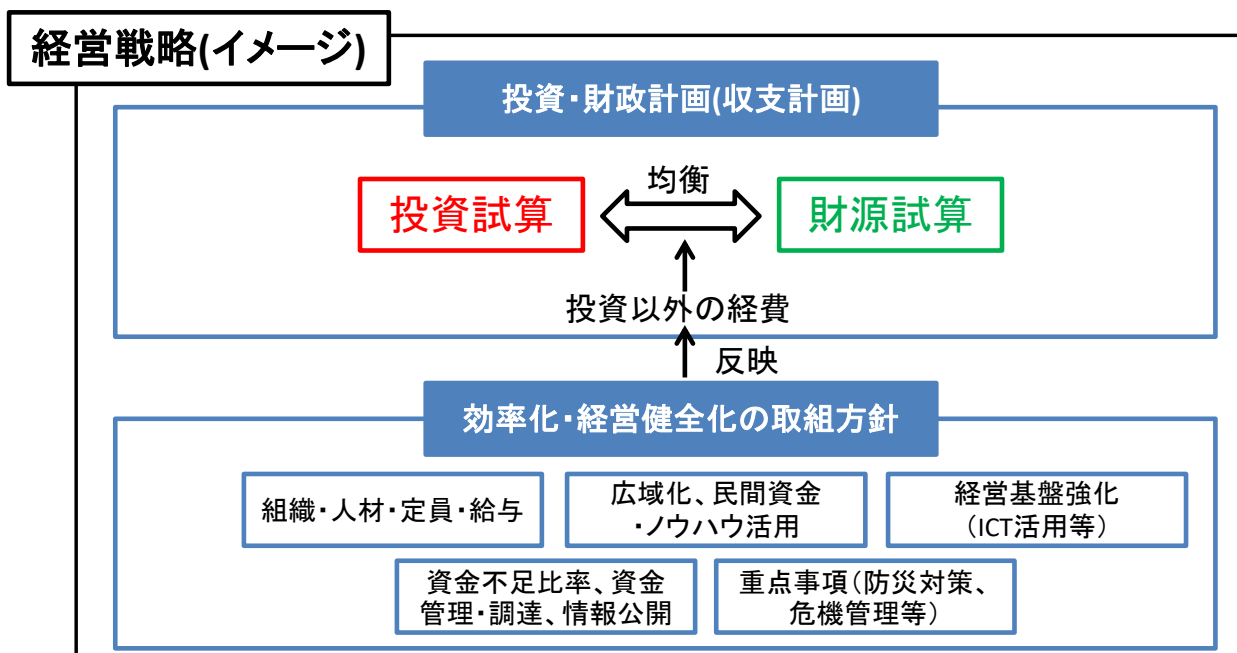 経営戦略(イメージ)
投資・財政計画(収支計画)
均衡
投資試算
財源試算
投資以外の経費
反映
効率化・経営健全化の取組方針
組織・人材・定員・給与
広域化、民間資金
・ノウハウ活用
経営基盤強化
（ICT活用等）
資金不足比率、資金
管理・調達、情報公開
重点事項（防災対策、
危機管理等）